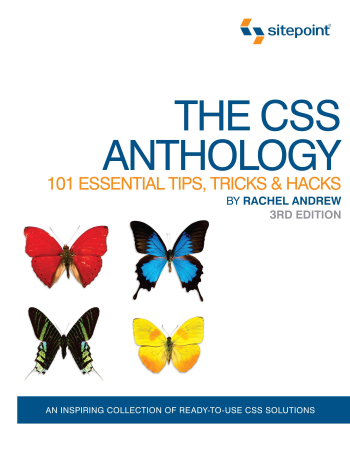 sitepoint
THE CSS
ANTHOLOGY
101 ESSENTIAL TIPS, TRICKS & HACKS
BY RACHEL ANDREW
3RD EDITION
AN INSPIRING COLLECTION OF READY-TO-USE CSS SOLUTIONS